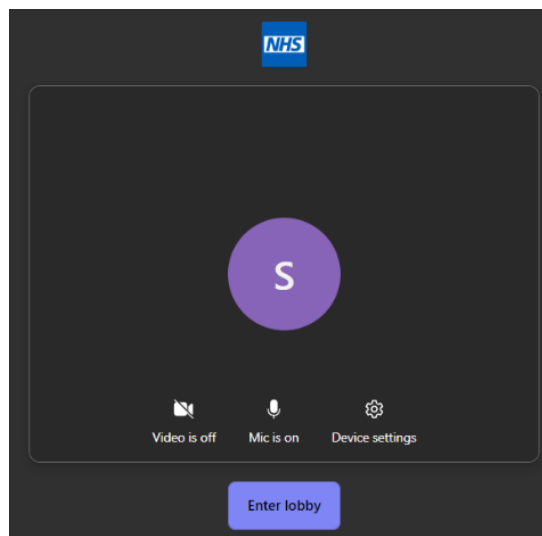 NHS
S
Video is off
Mic is on
Device settings
Enter lobby